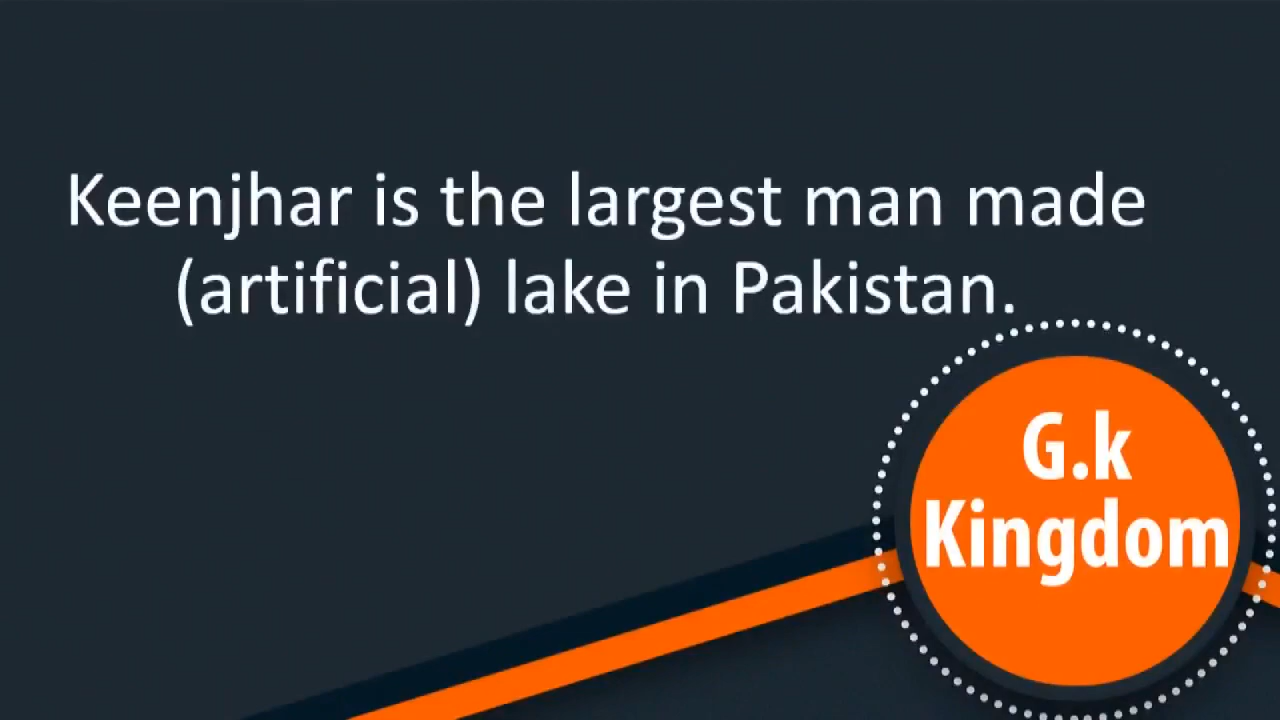 Keenjhar is the largest man made
(artificial) lake in Pakistan.
G.k
Kingdom